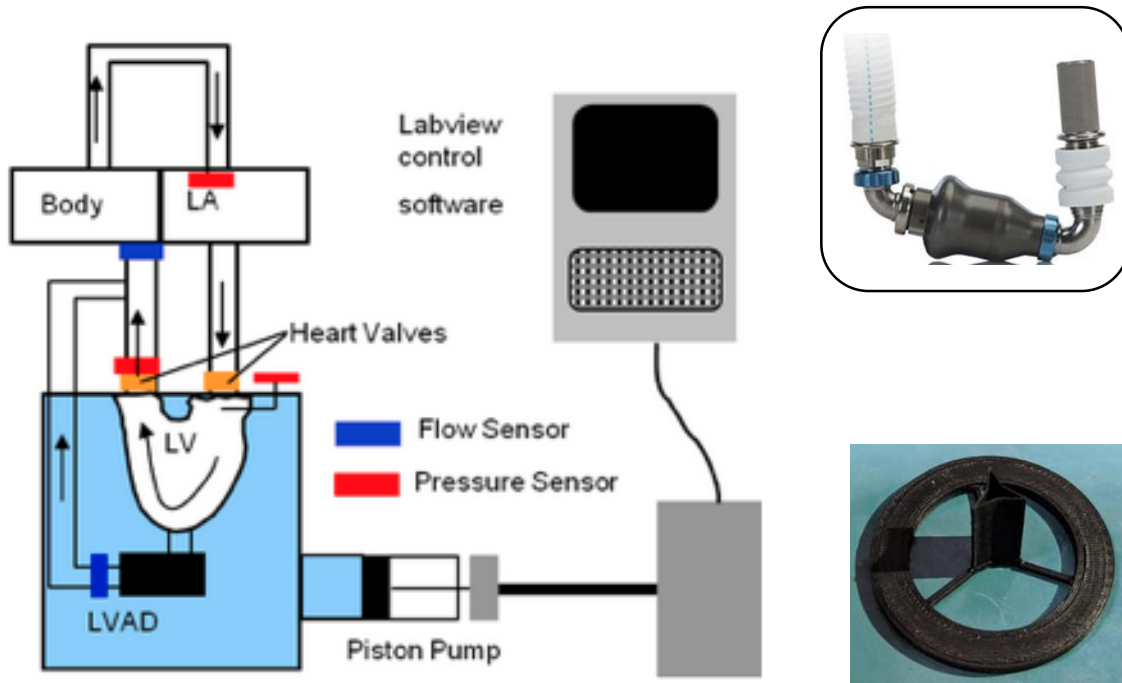 Body
LA
Labview
control
software
Heart Valves
LV
Flow Sensor
Pressure Sensor
LVAD
Piston Pump